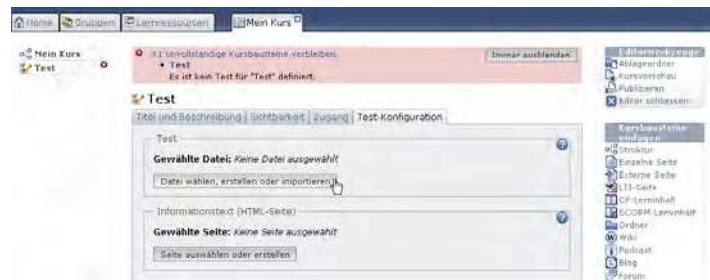 Home Gruppen Lernressourcen Mein Kurs
Mein Kurs
Test
1 unvollständige Kursbausteine verbleiben.
Immer ausblenden
Test
Es ist kein Test für "Test" definiert.
Test
Titel und Beschreibung Sichtbarkeit Zugang Test-Konfiguration
Test
Gewählte Datei: Keine Datei ausgewählt
Datei wählen, erstellen oder importieren
Informationstext (HTML-Seite)
Gewählte Seite: Keine Seite ausgewählt
Seite auswählen oder erstellen
Editorwerkzeuge
Ablageordner
Kursvorschau
Publizieren
Editor schliessen
Kursbausteine
einfügen
Struktur
Einzelne Seite
Externe Seite
LTI-Seite
CP-Lerninhalt
SCORM-Lerninhalt
Ordner
Wiki
Podcast
Blog
Forum